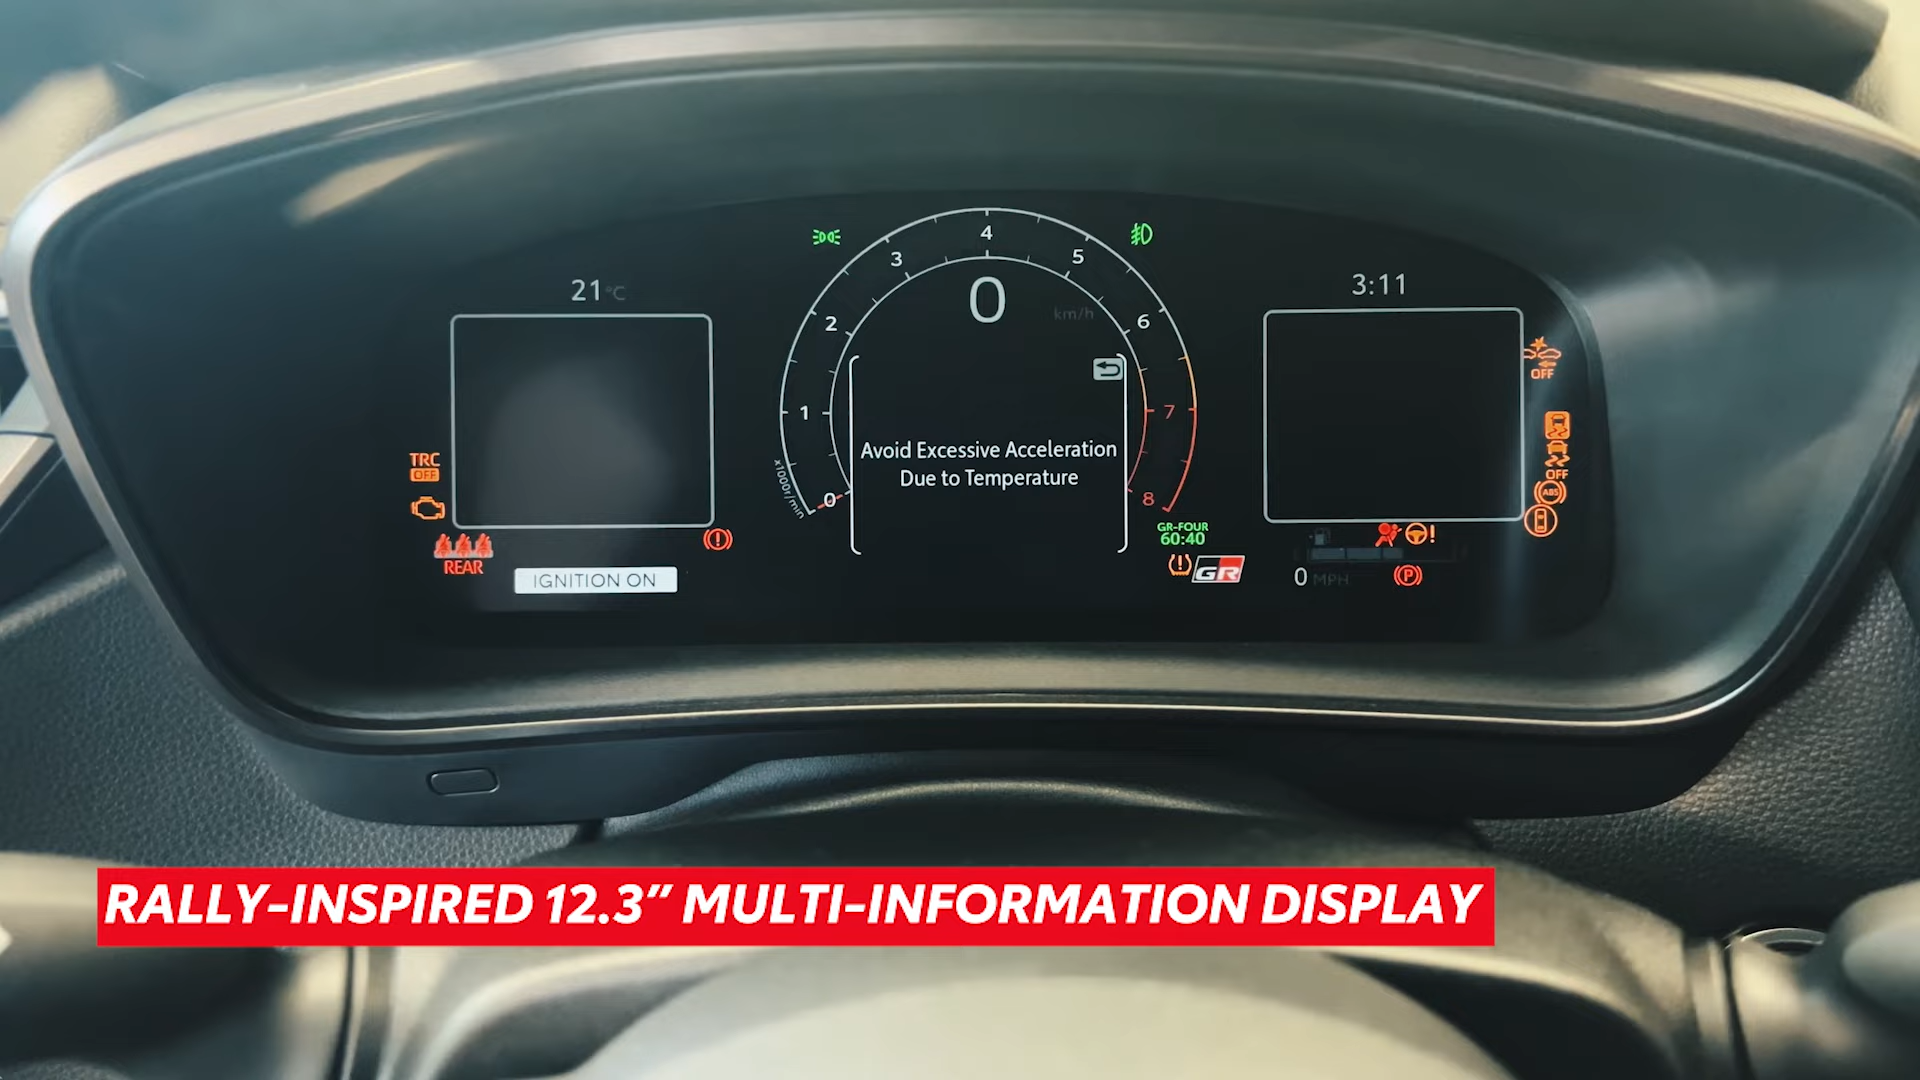 4
3
5
21°C
0
km/h
3:11
2
6
1
7
Avoid Excessive Acceleration
Due to Temperature
x1000r/min
0
8
TRC
OFF
OFF
OFF
ABS
GR-FOUR
60:40
REAR
IGNITION ON
GR
0 MPH
P
RALLY-INSPIRED 12.3” MULTI-INFORMATION DISPLAY